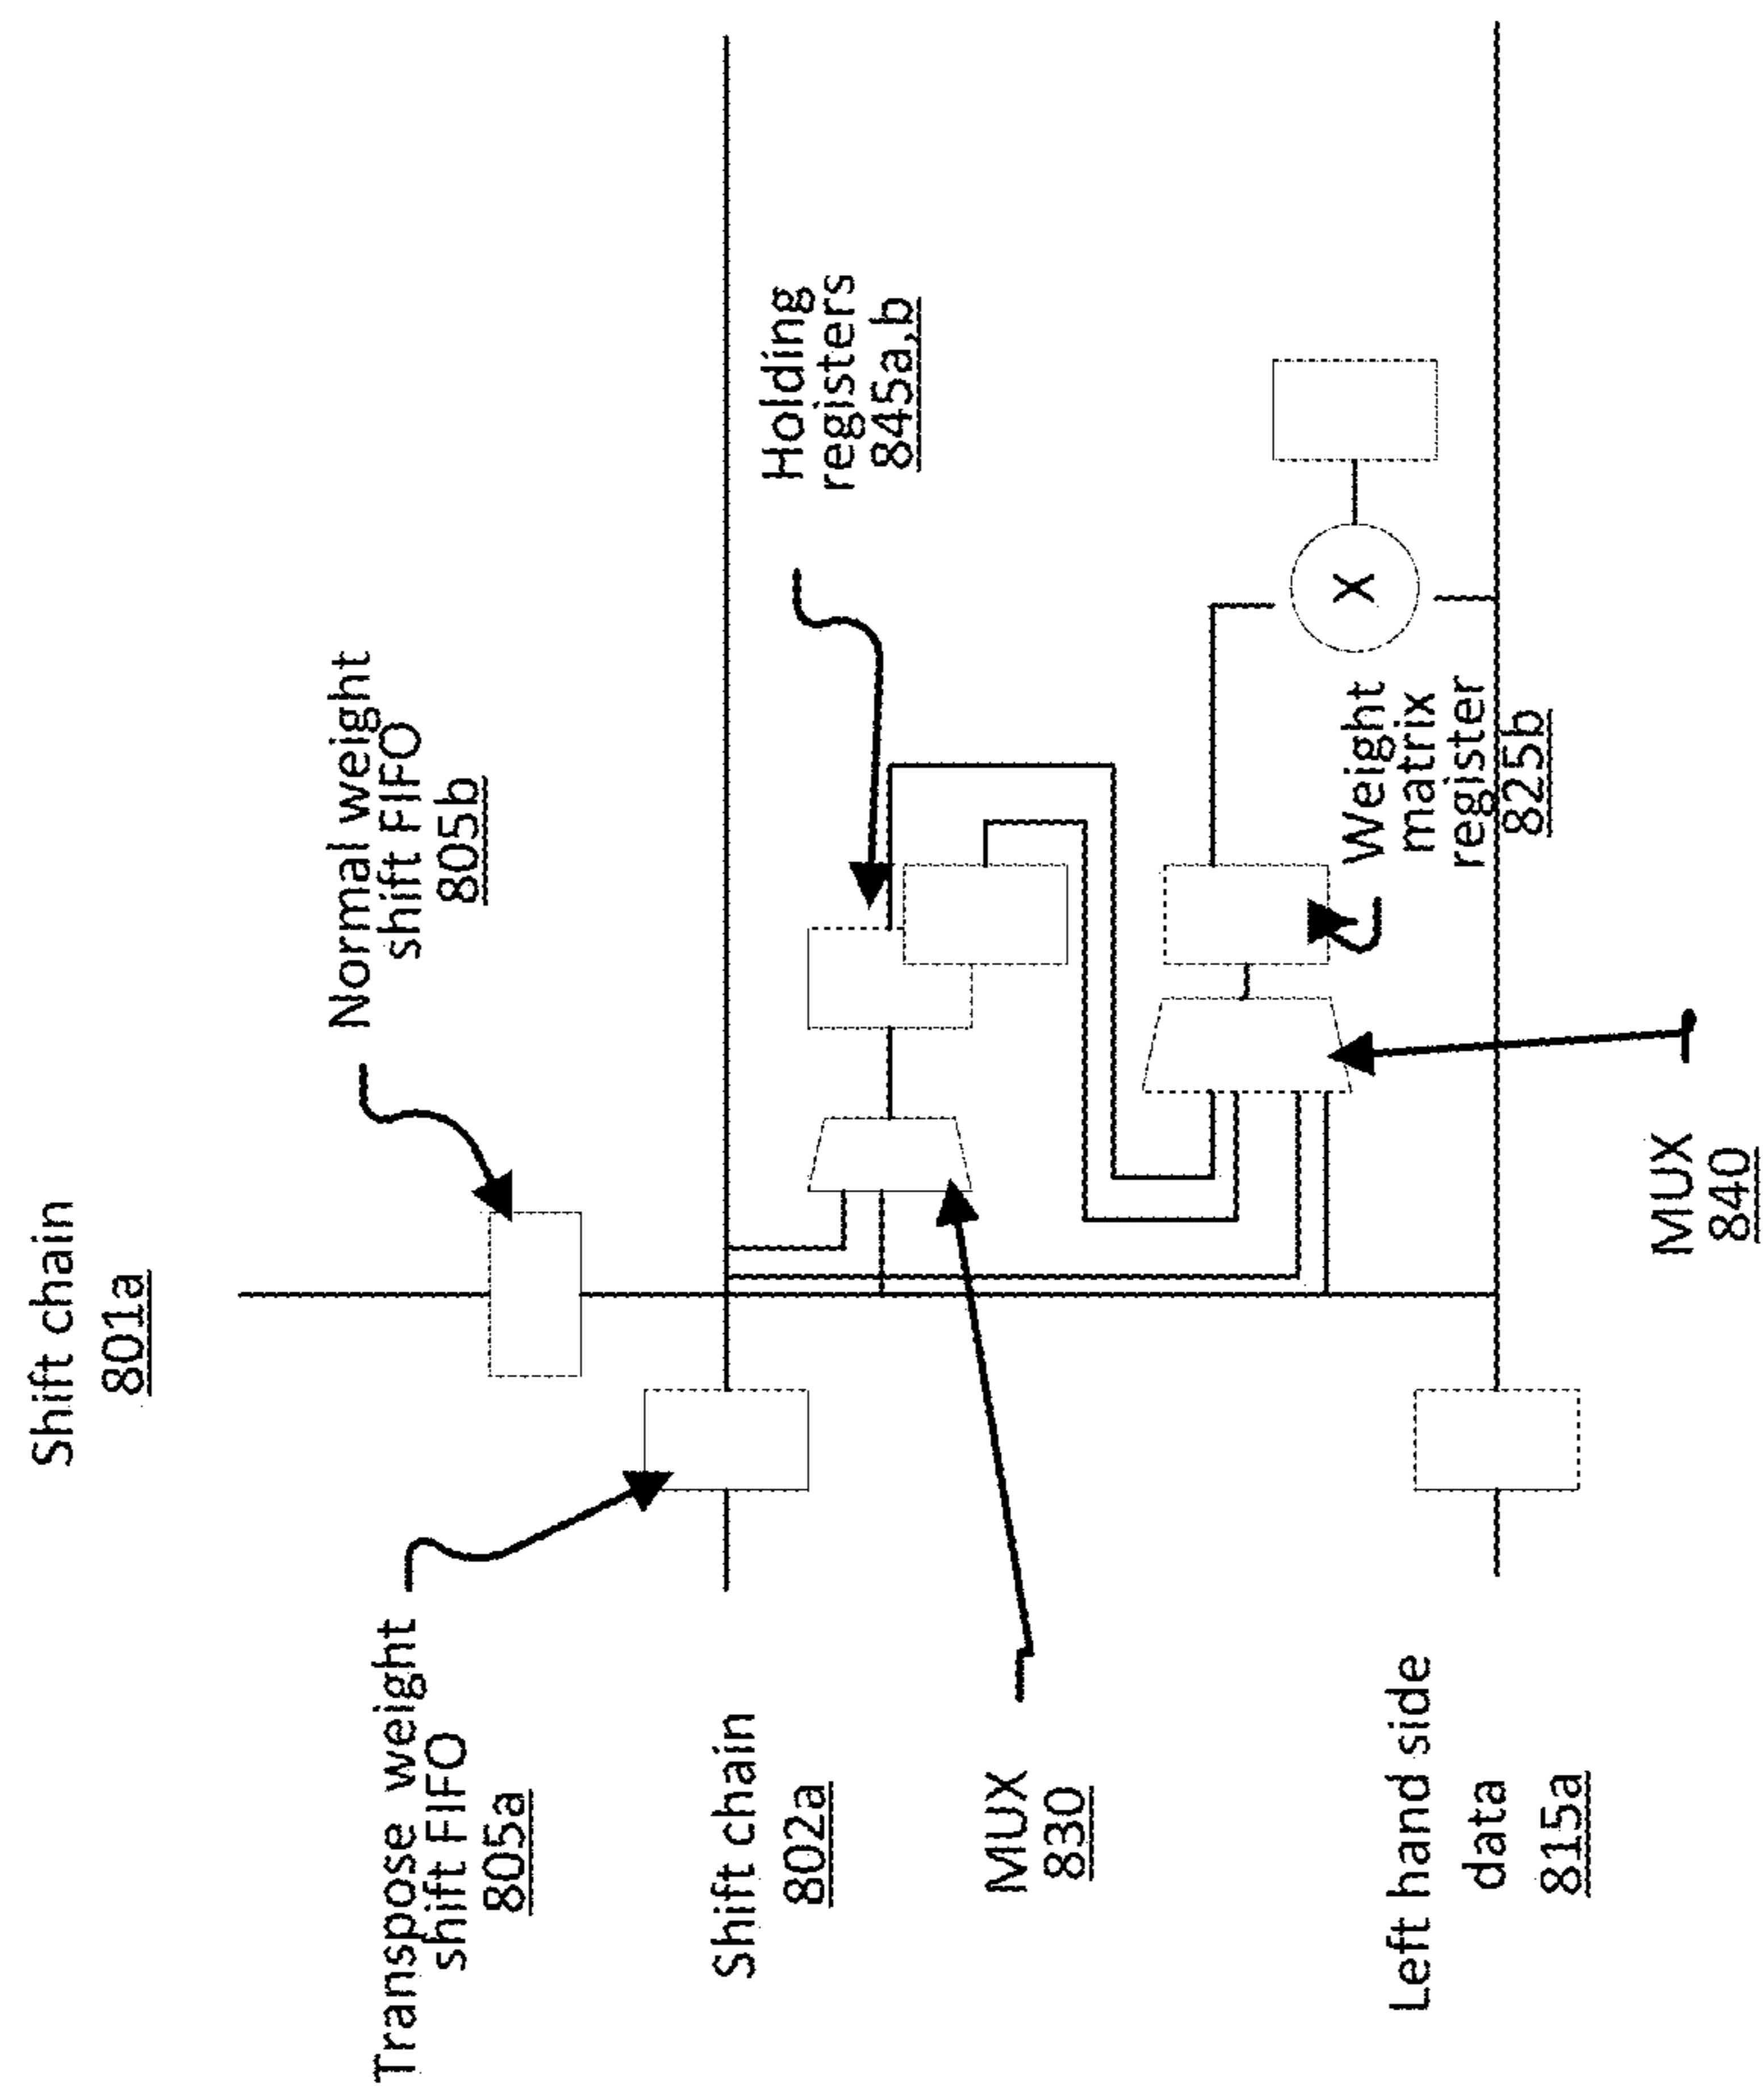 Shift chain
801a
Normal weight
shift FIFO
805b
Transpose weight
shift FIFO
805a
Shift chain
802a
Holding
registers
845a,b
MUX
830
X
Weight
matrix
register
825b
Left hand side
data
815a
MUX
840